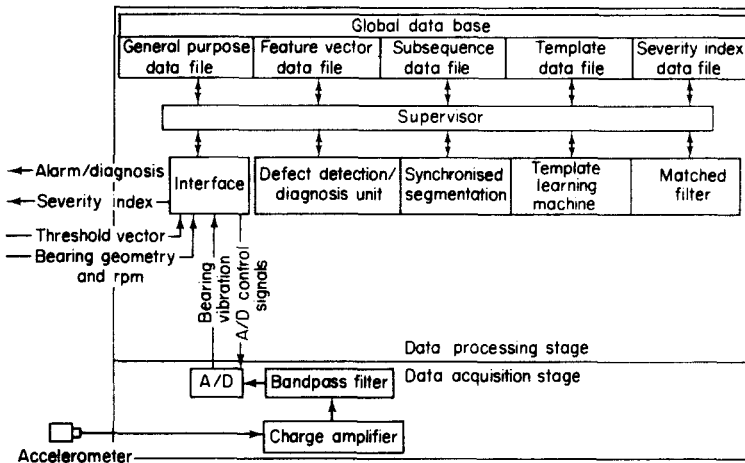 Global data base
General purpose
data file
Feature vector
data file
Subsequence
data file
Template
data file
Severity index
data file
Supervisor
Alarm/diagnosis
Severity index
Threshold vector
Bearing geometry
and rpm
Interface
Defect detection/
diagnosis unit
Synchronised
segmentation
Template
learning
machine
Matched
filter
Bearing
vibration
A/D control
signals
Data processing stage
Data acquisition stage
A/D
Bandpass filter
Charge amplifier
Accelerometer